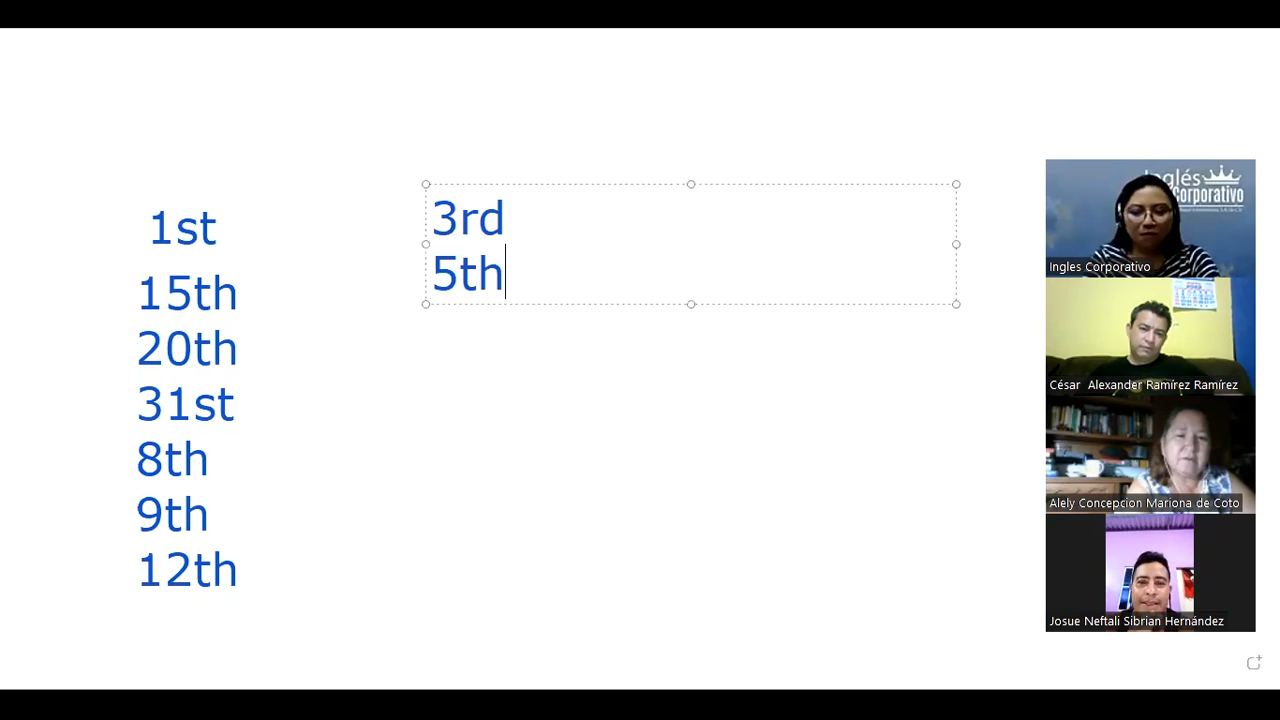 1st
15th
20th
31st
8th
9th
12th
3rd
5th
Inglés
Corporativo
Ingles Corporativo
César Alexander Ramírez Ramírez
Alely Concepcion Mariona de Coto
Josue Neftali Sibrian Hernández